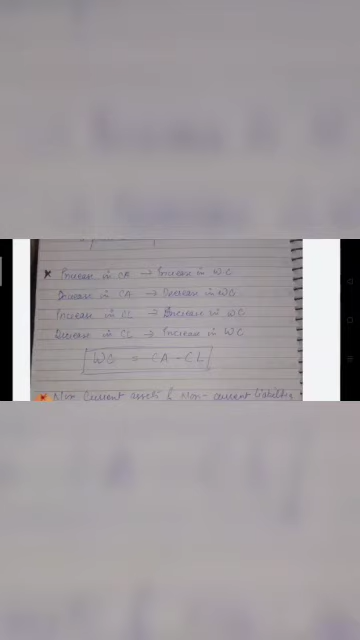 * Increase in CA → Increase in WC
Decrease in CA → Decrease in WC
Increase in CL → Decrease in WC
Decrease in CL → Increase in WC
WC = CA - CL
* Non Current assets & Non-current liabilities